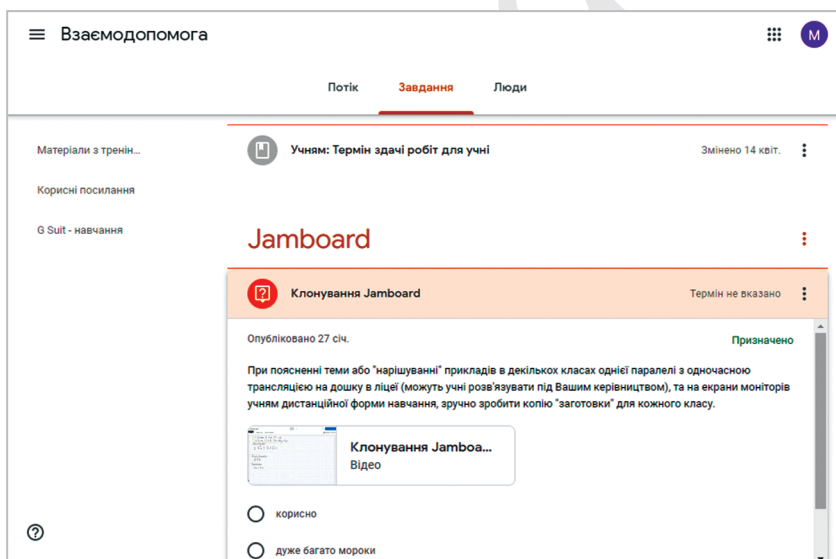 Взаємодопомога
M
Потік Завдання Люди
Матеріали з тренін...
Корисні посилання
G Suit - навчання
Учням: Термін здачі робіт для учні
Змінено 14 квіт.
Jamboard
Клонування Jamboard
Термін не вказано
Опубліковано 27 січ.
Призначено
При поясненні теми або "нарішуванні" прикладів в декількох класах однієї паралелі з одночасною
трансляцією на дошку в ліцеї (можуть учні розв'язувати під Вашим керівництвом), та на екрани моніторів
учням дистанційної форми навчання, зручно зробити копію "заготовки" для кожного класу.
Клонування Jamboa...
Відео
корисно
дуже багато мороки